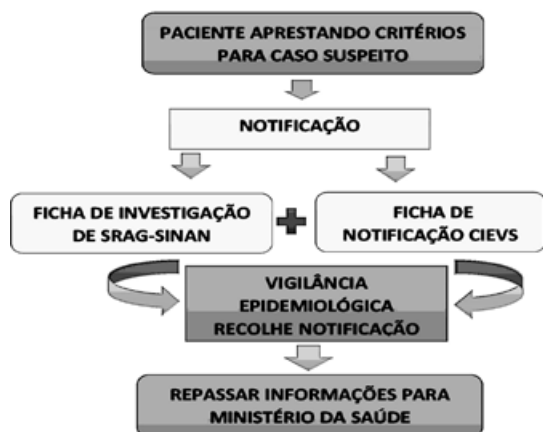 PACIENTE APRESTANDO CRITÉRIOS
PARA CASO SUSPEITO
NOTIFICAÇÃO
FICHA DE INVESTIGAÇÃO
DE SRAG-SINAN
FICHA DE
NOTIFICAÇÃO CIEVS
VIGILÂNCIA
EPIDEMIOLÓGICA
RECOLHE NOTIFICAÇÃO
REPASSAR INFORMAÇÕES PARA
MINISTÉRIO DA SAÚDE